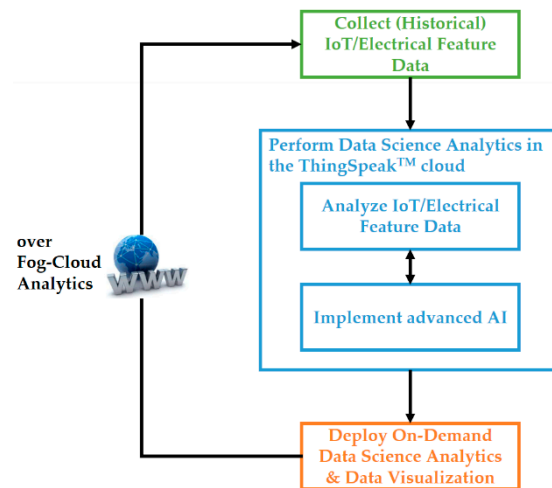 Collect (Historical)
IoT/Electrical Feature
Data
Perform Data Science Analytics in
the ThingSpeak™ cloud
Analyze IoT/Electrical
Feature Data
over
Fog-Cloud
Analytics
WWW
Implement advanced AI
Deploy On-Demand
Data Science Analytics
& Data Visualization